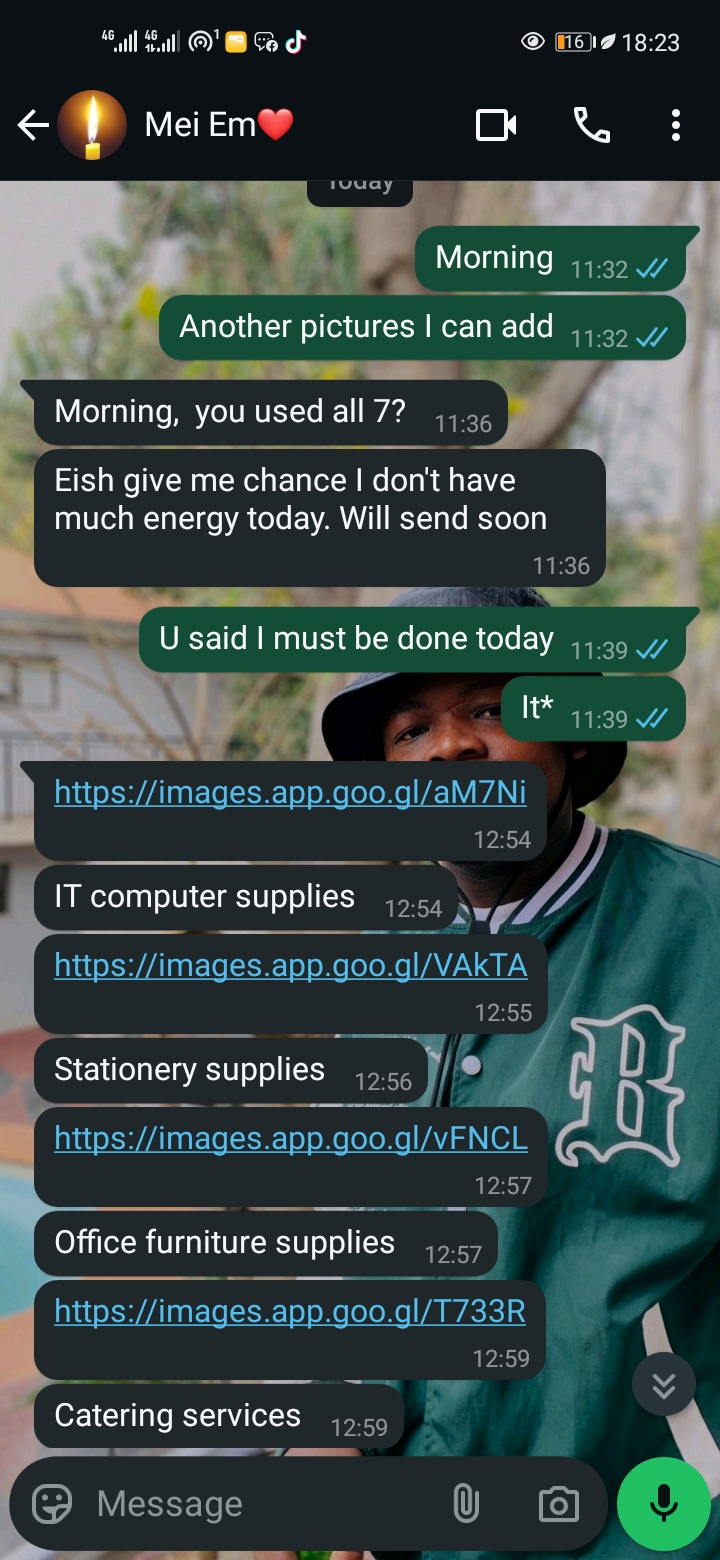 4G 4G 1 16 18:23
Mei Em❤️
Today
Morning 11:32
Another pictures I can add 11:32
Morning,  you used all 7? 11:36
Eish give me chance I don't have
much energy today. Will send soon
11:36
U said I must be done today 11:39
It* 11:39
https://images.app.goo.gl/aM7Ni
12:54
IT computer supplies 12:54
https://images.app.goo.gl/VAkTA
12:55
Stationery supplies 12:56
https://images.app.goo.gl/vFNCL
12:57
Office furniture supplies 12:57
https://images.app.goo.gl/T733R
12:59
Catering services 12:59
B
Message